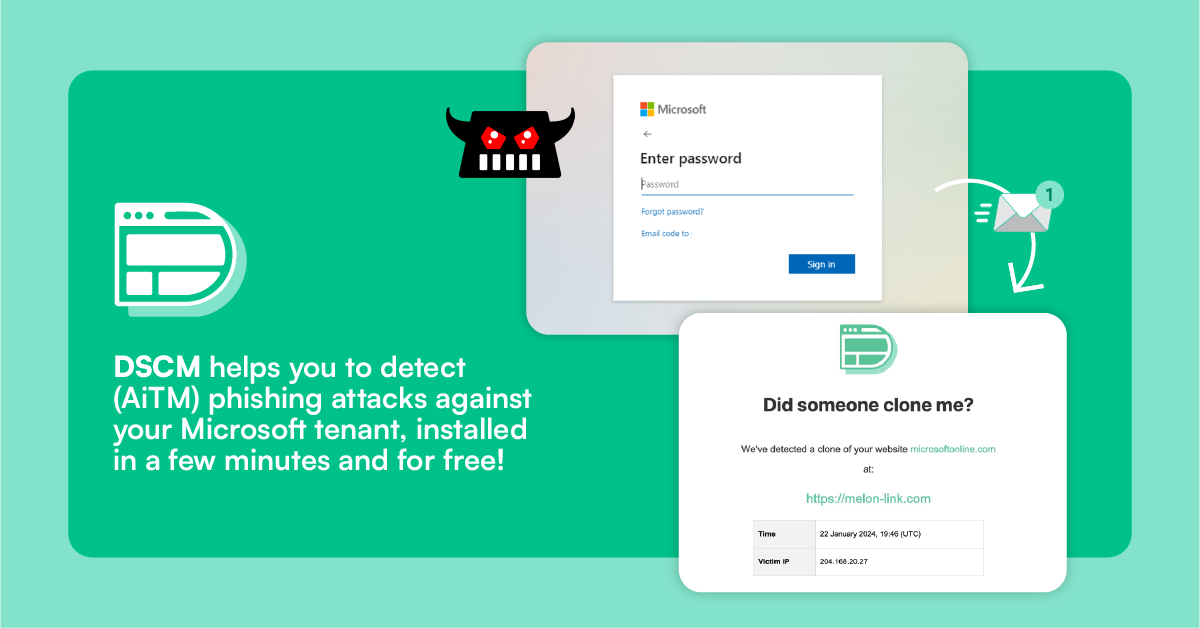 DSCM helps you to detect
(AiTM) phishing attacks against
your Microsoft tenant, installed
in a few minutes and for free!
Microsoft
Enter password
Password
Forgot password?
Email code to :
Sign in
1
Did someone clone me?
We've detected a clone of your website microsoftonline.com
at:
https://melon-link.com
Time 22 January 2024, 19:46 (UTC)
Victim IP 204.168.20.27